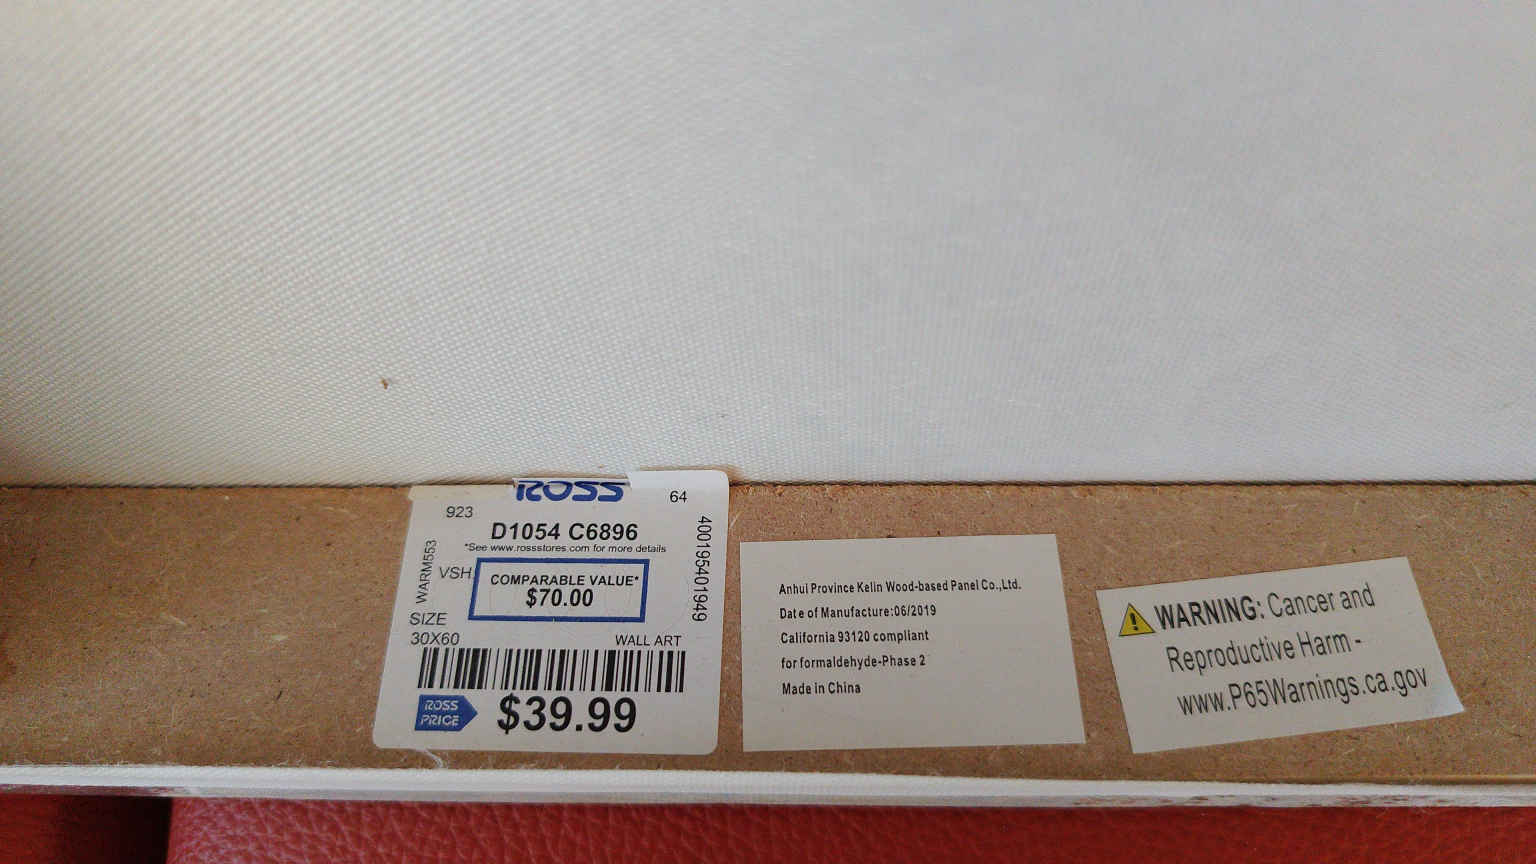 ROSS
923
64
D1054 C6896
*See www.rossstores.com for more details
WARM553
VSH
COMPARABLE VALUE*
$70.00
400195401949
SIZE
30X60
WALL ART
ROSS
PRICE
$39.99
Anhui Province Kelin Wood-based Panel Co.,Ltd.
Date of Manufacture:06/2019
California 93120 compliant
for formaldehyde-Phase 2
Made in China
WARNING: Cancer and
Reproductive Harm -
www.P65Warnings.ca.gov